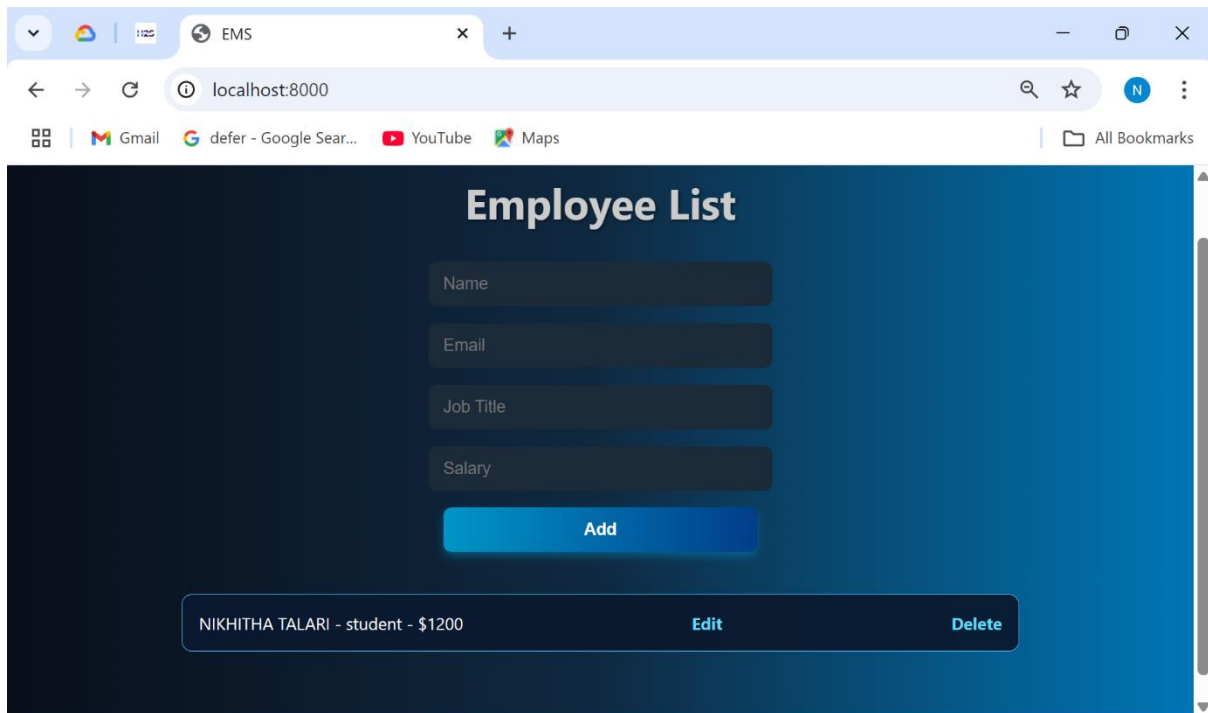 EMS
localhost:8000
N
Gmail defer - Google Sear... YouTube Maps All Bookmarks
Employee List
Name
Email
Job Title
Salary
Add
NIKHITHA TALARI - student - $1200 Edit Delete